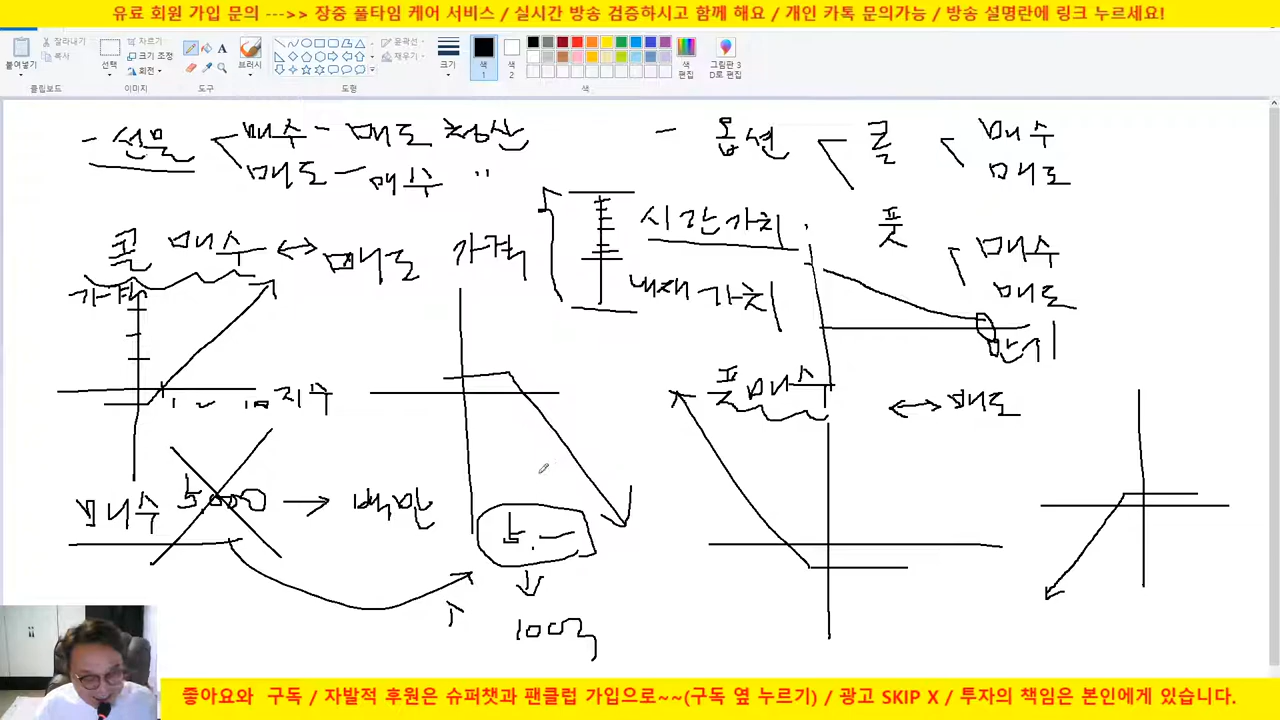 유료 회원 가입 문의 --->> 장중 풀타임 케어 서비스 / 실시간 방송 검증하시고 함께 해요 / 개인 카톡 문의가능 / 방송 설명란에 링크 누르세요!
붙여넣기
잘라내기
복사
클립보드
선택
자르기
크기 조정
회전
이미지
A
도구
브러시
윤곽선
채우기
도형
크기
색 1
색 2
색 편집
그림판 3D로 편집
색
- 선물 매수 - 매도 청산
매도 - 매수 "
- 옵션 콜 매수
매도
풋 매수
매도
시간가치
내재가치
가격
만기
콜 매수 매도
가격
지수
풋매수 매도
매수 500 → 백만
100억
좋아요와 구독 / 자발적 후원은 슈퍼챗과 팬클럽 가입으로~~(구독 옆 누르기) / 광고 SKIP X / 투자의 책임은 본인에게 있습니다.